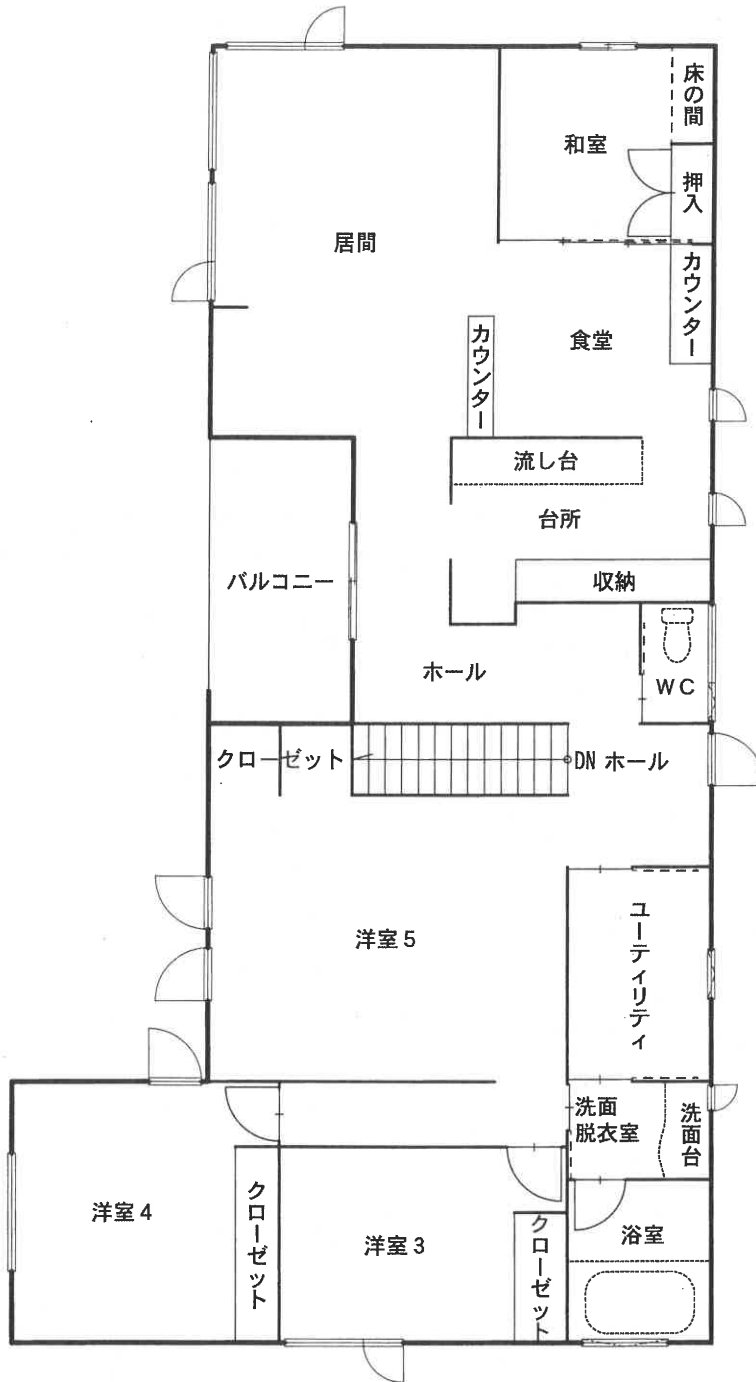 床の間
和室
押入
居間
カウンター
食堂
カウンター
流し台
台所
バルコニー
収納
ホール
WC
クローゼット
DN ホール
洋室5
ユーティリティ
洗面
脱衣室
洗面台
洋室4
クローゼット
洋室3
クローゼット
浴室